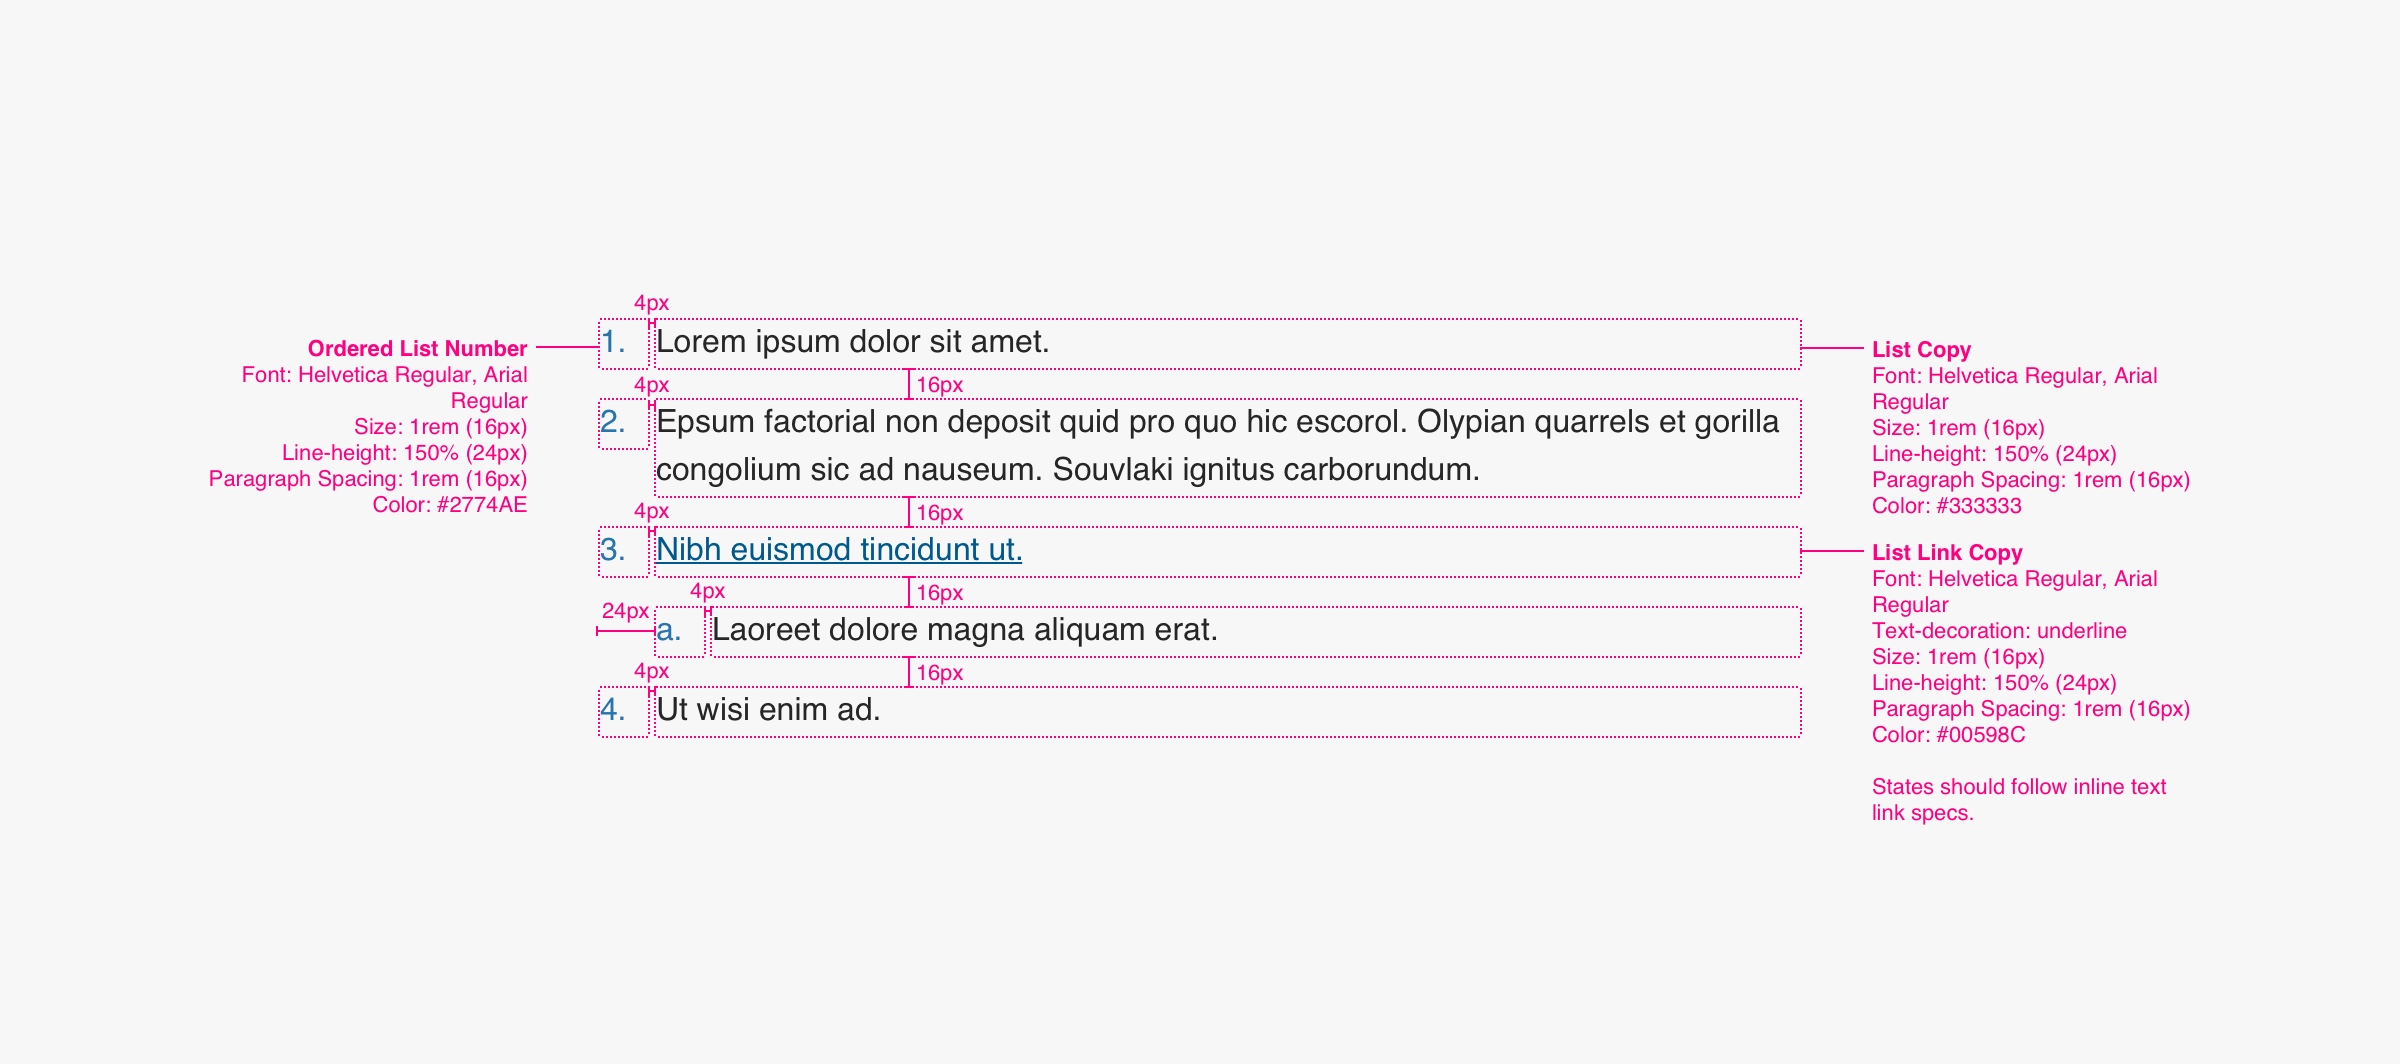 Ordered List Number
Font: Helvetica Regular, Arial
Regular
Size: 1rem (16px)
Line-height: 150% (24px)
Paragraph Spacing: 1rem (16px)
Color: #2774AE
4px
1. Lorem ipsum dolor sit amet.
4px 16px
2. Epsum factorial non deposit quid pro quo hic escorol. Olypian quarrels et gorilla
congolium sic ad nauseum. Souvlaki ignitus carborundum.
4px 16px
3. Nibh euismod tincidunt ut.
4px 16px
24px
a. Laoreet dolore magna aliquam erat.
4px 16px
4. Ut wisi enim ad.
List Copy
Font: Helvetica Regular, Arial
Regular
Size: 1rem (16px)
Line-height: 150% (24px)
Paragraph Spacing: 1rem (16px)
Color: #333333
List Link Copy
Font: Helvetica Regular, Arial
Regular
Text-decoration: underline
Size: 1rem (16px)
Line-height: 150% (24px)
Paragraph Spacing: 1rem (16px)
Color: #00598C
States should follow inline text
link specs.